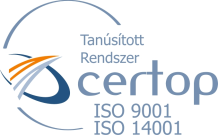 Tanúsított
Rendszer
certop
ISO 9001
ISO 14001